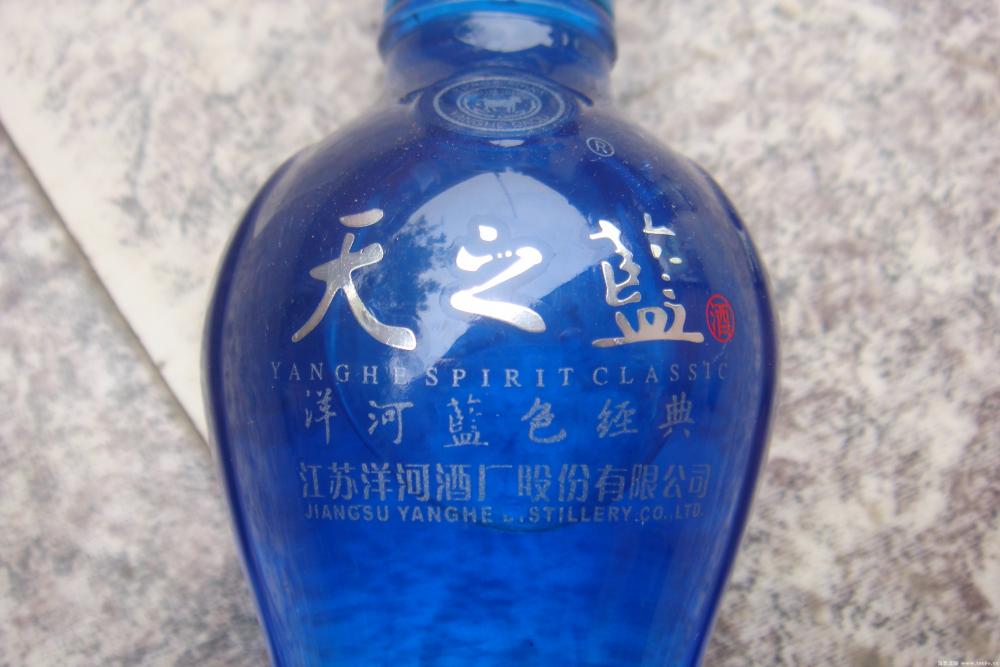 ®
天之藍
酒
YANGHE SPIRIT CLASSIC
洋河藍色經典
江苏洋河酒厂股份有限公司
JIANGSU YANGHE D.STILLERY.CO.,LTD.